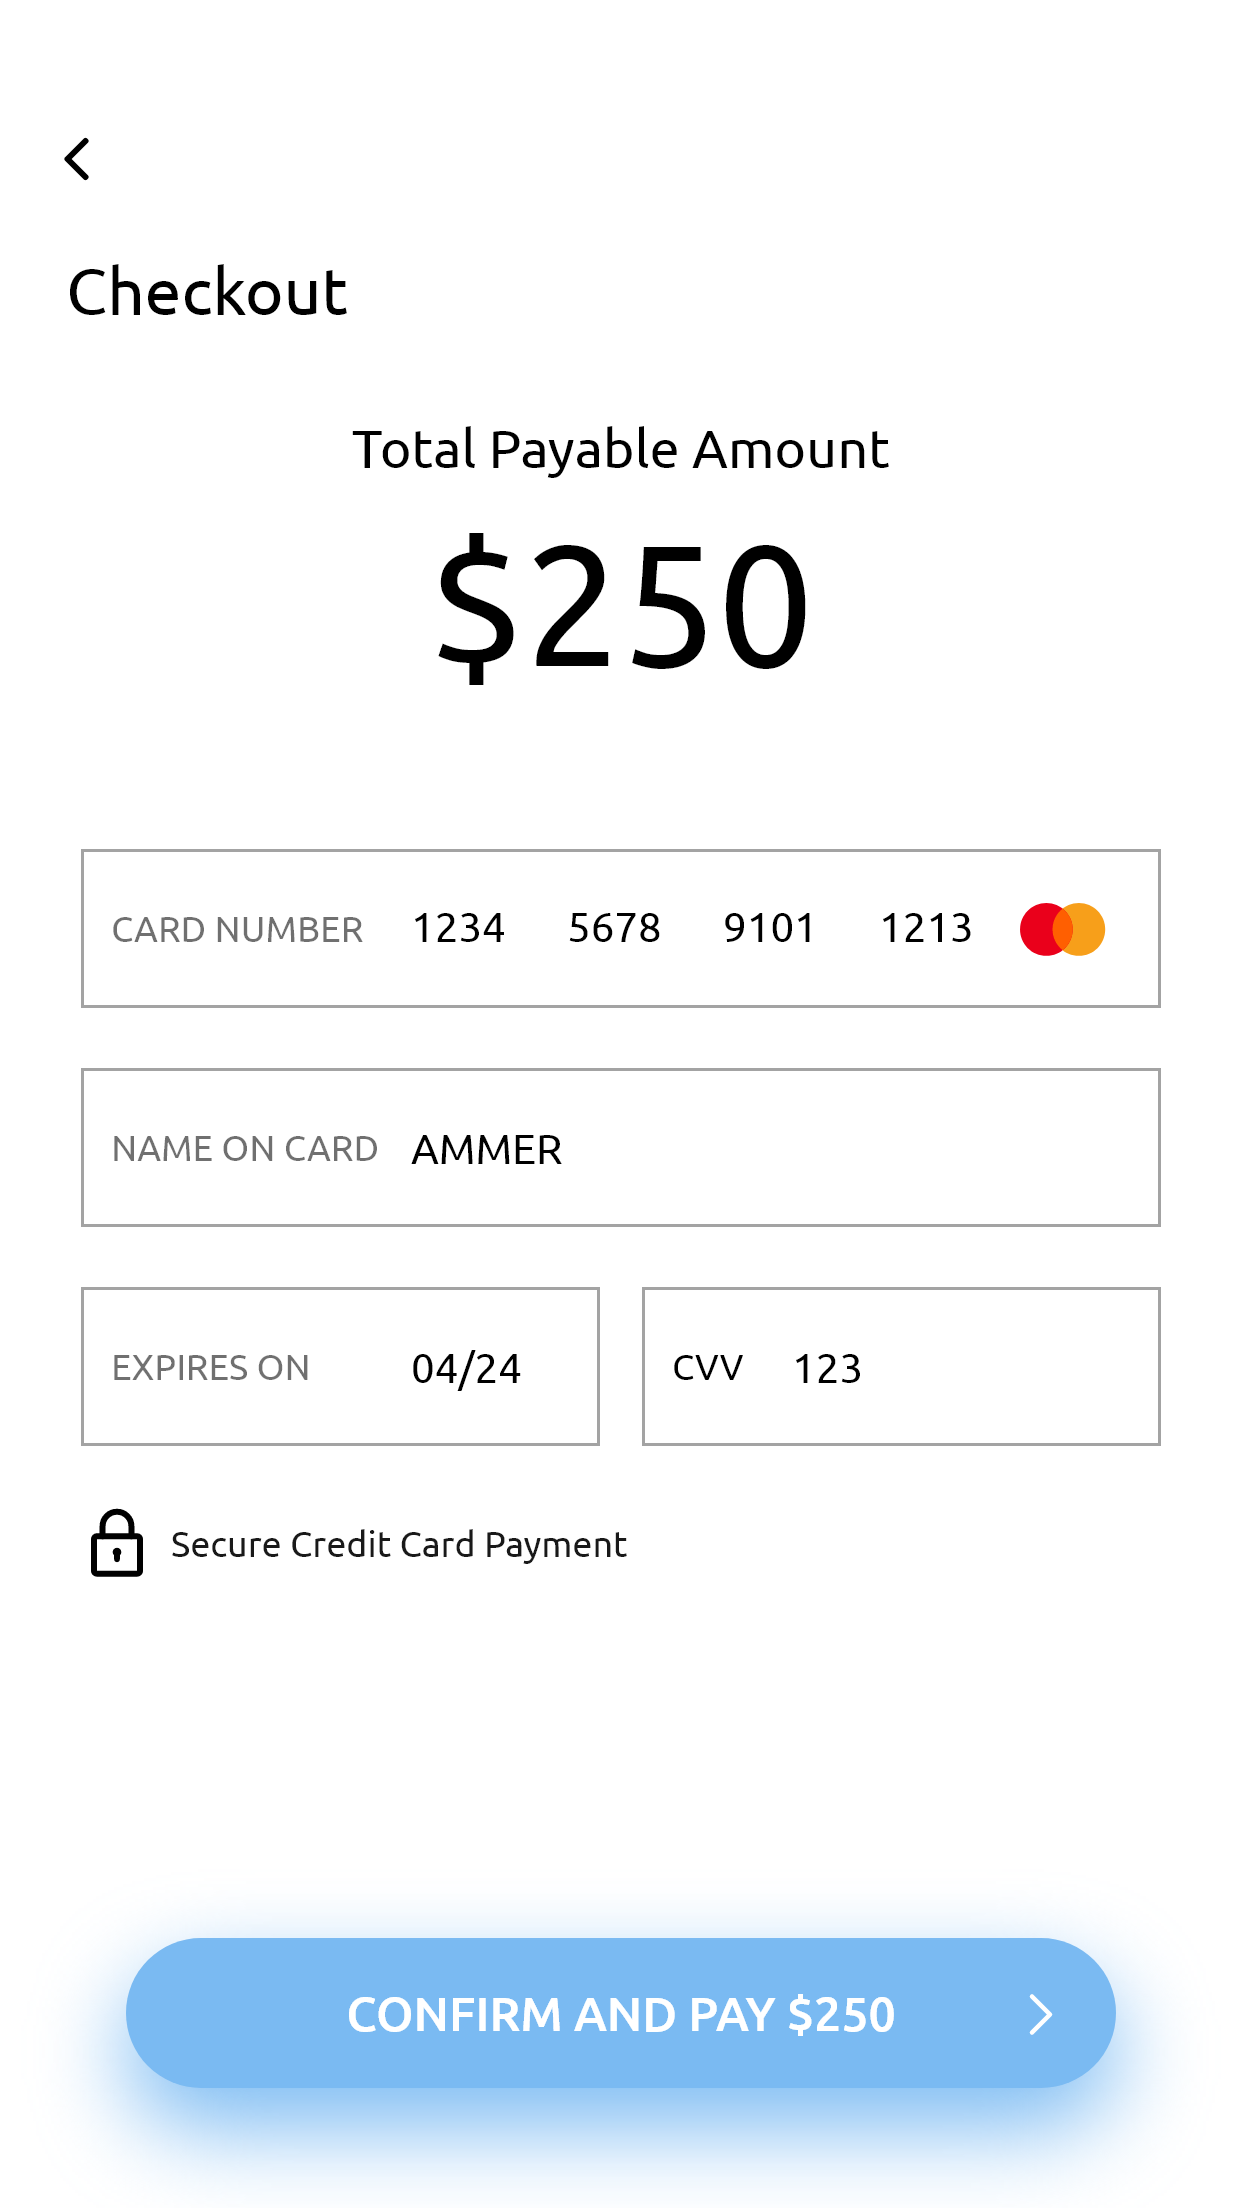 Checkout
Total Payable Amount
$250
CARD NUMBER 1234 5678 9101 1213
NAME ON CARD AMMER
EXPIRES ON 04/24 CVV 123
Secure Credit Card Payment
CONFIRM AND PAY $250